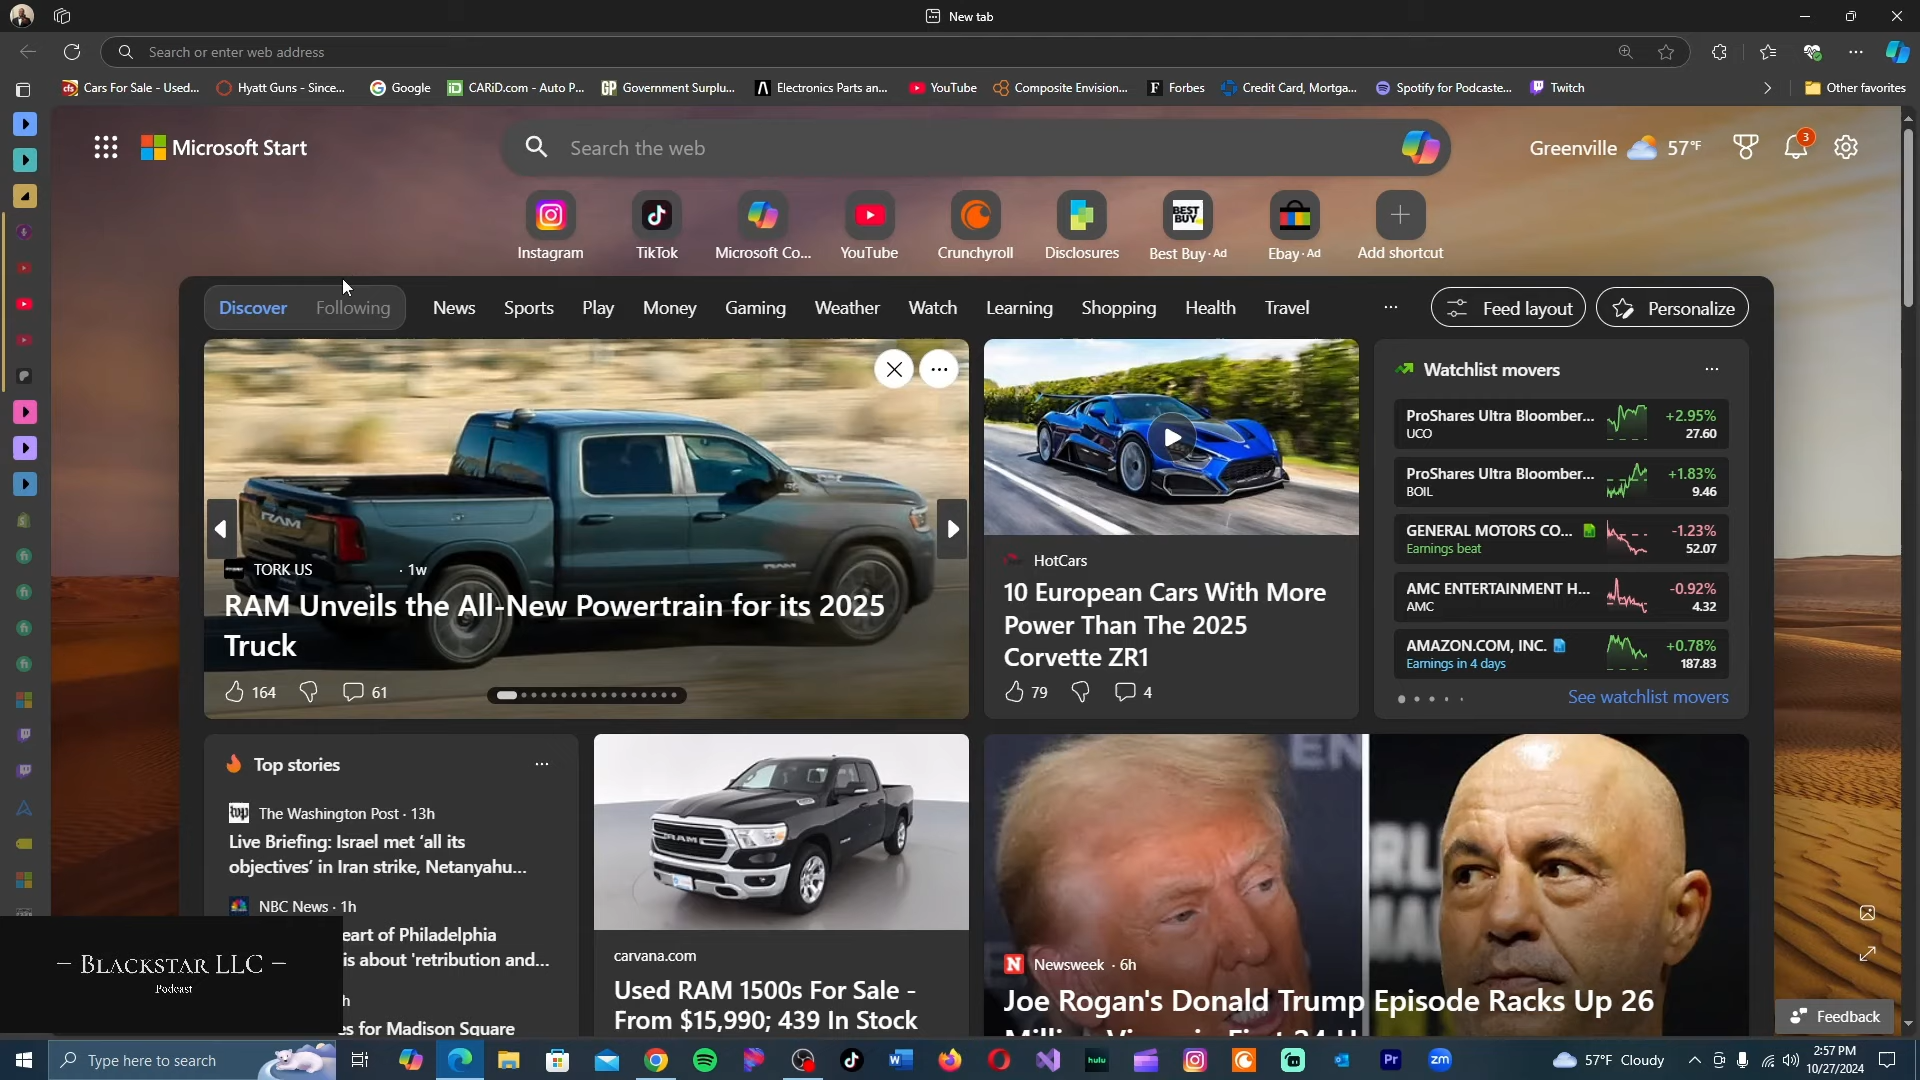 New tab
Search or enter web address
Cars For Sale - Used...
Hyatt Guns - Since...
Google
CARiD.com - Auto P...
Government Surplu...
Electronics Parts an...
YouTube
Composite Envision...
Forbes
Credit Card, Mortga...
Spotify for Podcaste...
Twitch
Other favorites
Microsoft Start
Search the web
Greenville
57°F
3
Instagram
TikTok
Microsoft Co...
YouTube
Crunchyroll
Disclosures
BEST BUY
Best Buy · Ad
Ebay · Ad
Add shortcut
Discover
Following
News
Sports
Play
Money
Gaming
Weather
Watch
Learning
Shopping
Health
Travel
Feed layout
Personalize
RAM
TORK US · 1w
RAM Unveils the All-New Powertrain for its 2025
Truck
164
61
HotCars
10 European Cars With More
Power Than The 2025
Corvette ZR1
79
4
Watchlist movers
ProShares Ultra Bloomber...
+2.95%
UCO
27.60
ProShares Ultra Bloomber...
+1.83%
BOIL
9.46
GENERAL MOTORS CO...
-1.23%
Earnings beat
52.07
AMC ENTERTAINMENT H...
-0.92%
AMC
4.32
AMAZON.COM, INC.
+0.78%
Earnings in 4 days
187.83
See watchlist movers
Top stories
The Washington Post · 13h
Live Briefing: Israel met ‘all its
objectives’ in Iran strike, Netanyahu...
NBC News · 1h
eart of Philadelphia
is about 'retribution and...
h
es for Madison Square
RAM
carvana.com
Used RAM 1500s For Sale -
From $15,990; 439 In Stock
EN
Newsweek · 6h
Joe Rogan's Donald Trump Episode Racks Up 26
Feedback
– BLACKSTAR LLC –
Podcast
Type here to search
hulu
Pr
zm
57°F Cloudy
2:57 PM
10/27/2024